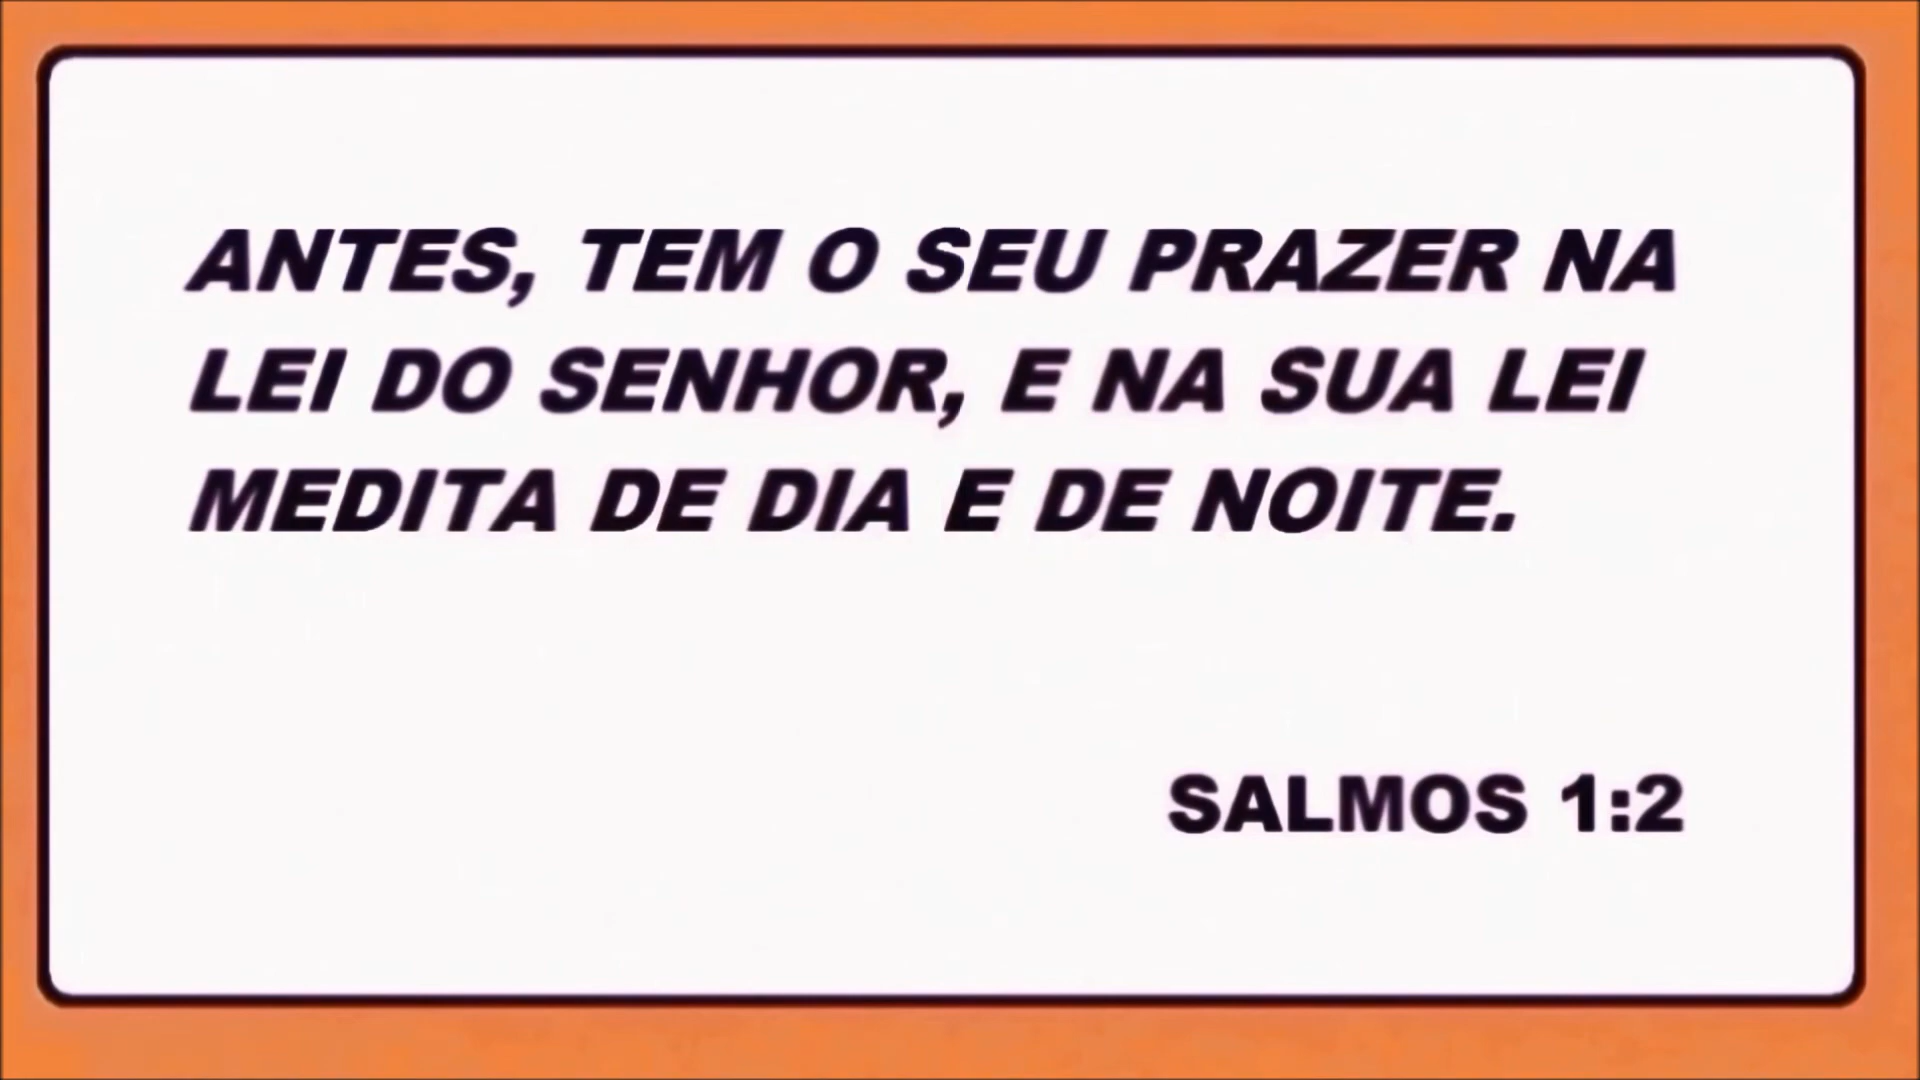 ANTES, TEM O SEU PRAZER NA
LEI DO SENHOR, E NA SUA LEI
MEDITA DE DIA E DE NOITE.
SALMOS 1:2